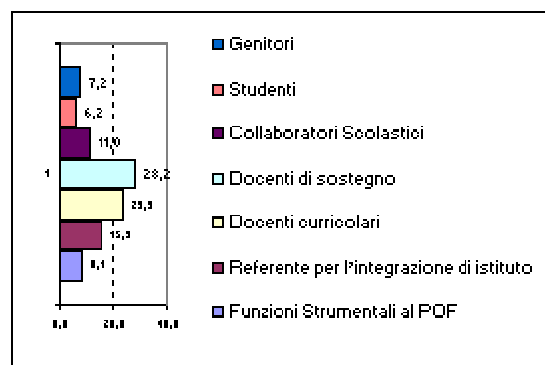 Genitori
7,2
Studenti
6,2
Collaboratori Scolastici
11,0
1
28,2
Docenti di sostegno
Docenti curricolari
Referente per l'integrazione di istituto
8,1
Funzioni Strumentali al POF
0,0 20,0 40,0